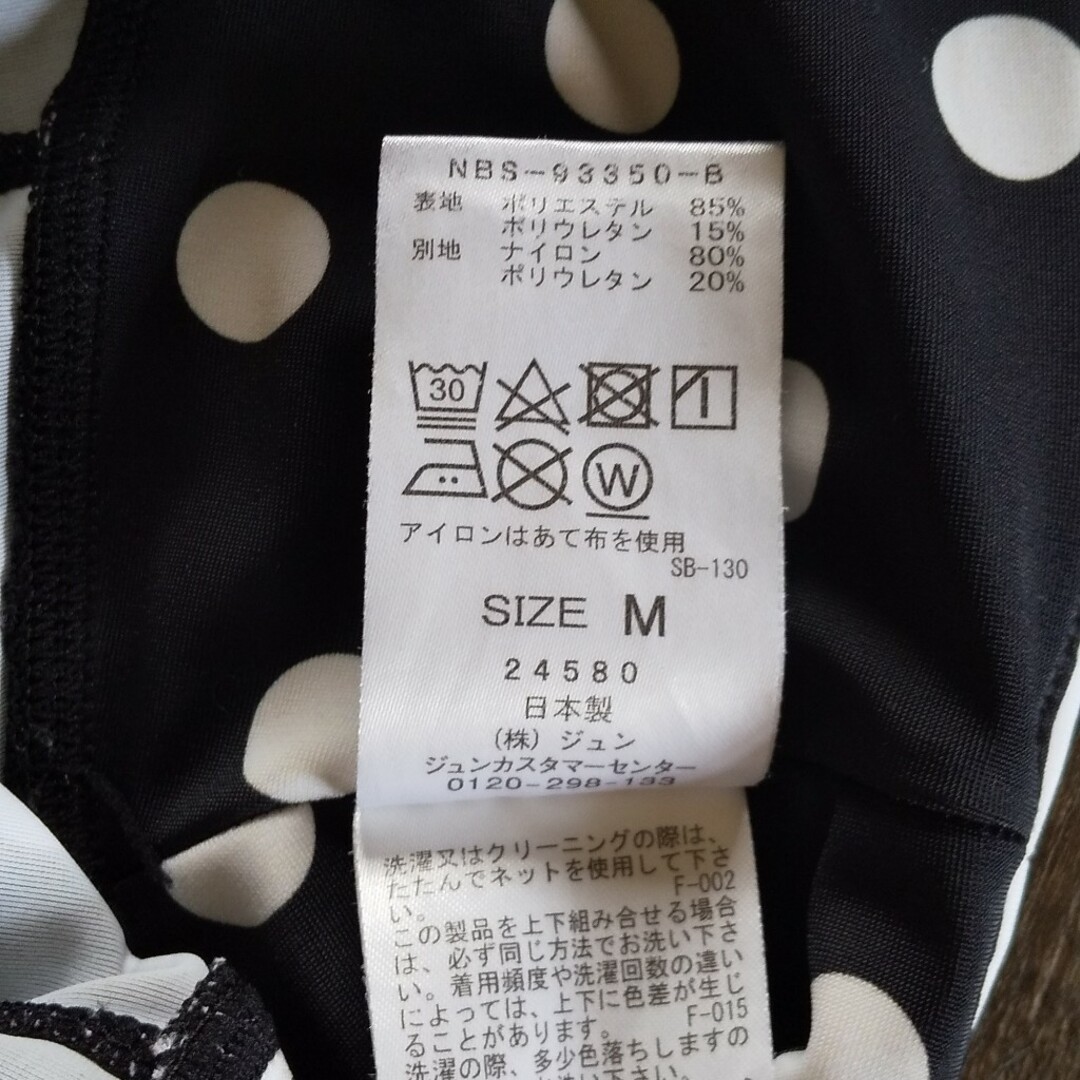 NBS-93350-B
表地 ポリエステル 85%
ポリウレタン 15%
別地 ナイロン 80%
ポリウレタン 20%
30
W
アイロンはあて布を使用
SB-130
SIZE M
24580
日本製
(株)ジュン
ジュンカスタマーセンター
0120-298-133
洗濯又はクリーニングの際は、
たたんでネットを使用して下さ
い。 F-002
この製品を上下組み合せる場合
は、必ず同じ方法でお洗い下さ
い。着用頻度や洗濯回数の違い
によっては、上下に色差が生じ
ることがあります。 F-015
洗濯の際、多少色落ちしますの
洗い下さい。